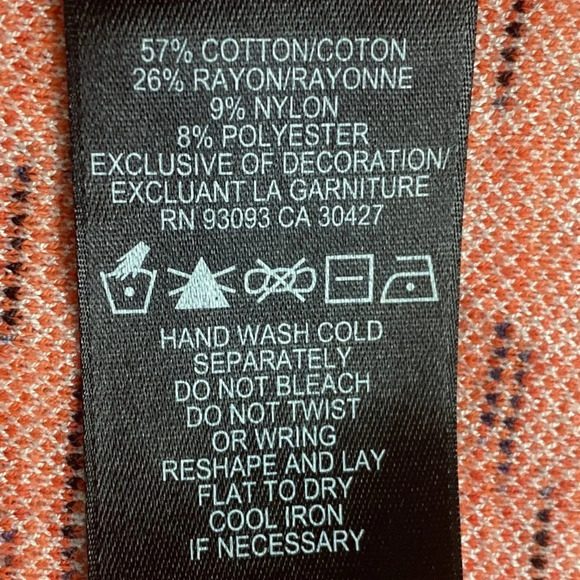 57% COTTON/COTON
26% RAYON/RAYONNE
9% NYLON
8% POLYESTER
EXCLUSIVE OF DECORATION/
EXCLUANT LA GARNITURE
RN 93093 CA 30427
HAND WASH COLD
SEPARATELY
DO NOT BLEACH
DO NOT TWIST
OR WRING
RESHAPE AND LAY
FLAT TO DRY
COOL IRON
IF NECESSARY